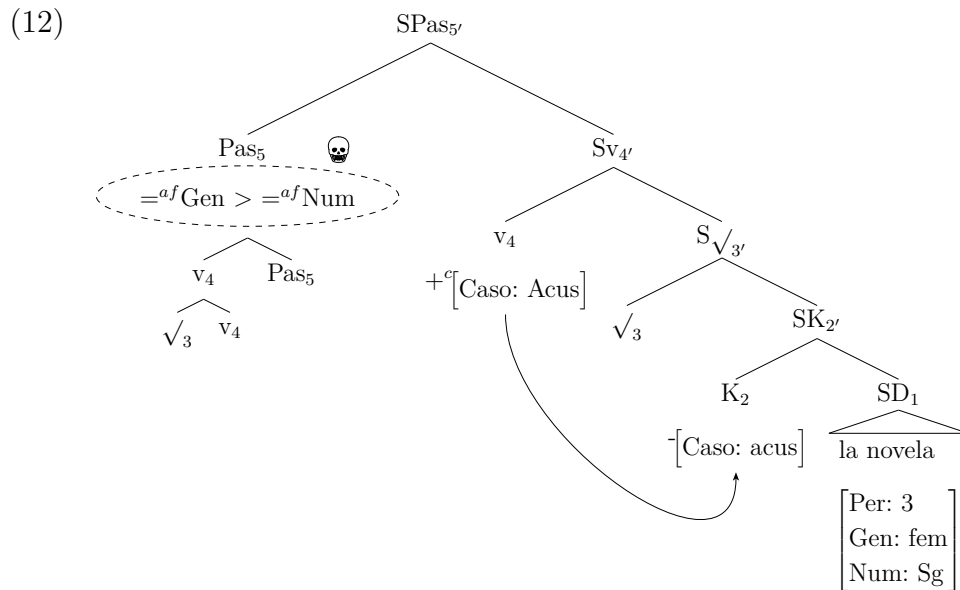 (12)
SPas₅′
Pas₅ Sv₄′
=ᵃᶠGen > =ᵃᶠNum
v₄ Pas₅ v₄ S√₃′
√₃ v₄ +ᶜ[Caso: Acus] √₃ SK₂′
K₂ SD₁
-[Caso: acus] la novela
Per: 3
Gen: fem
Num: Sg